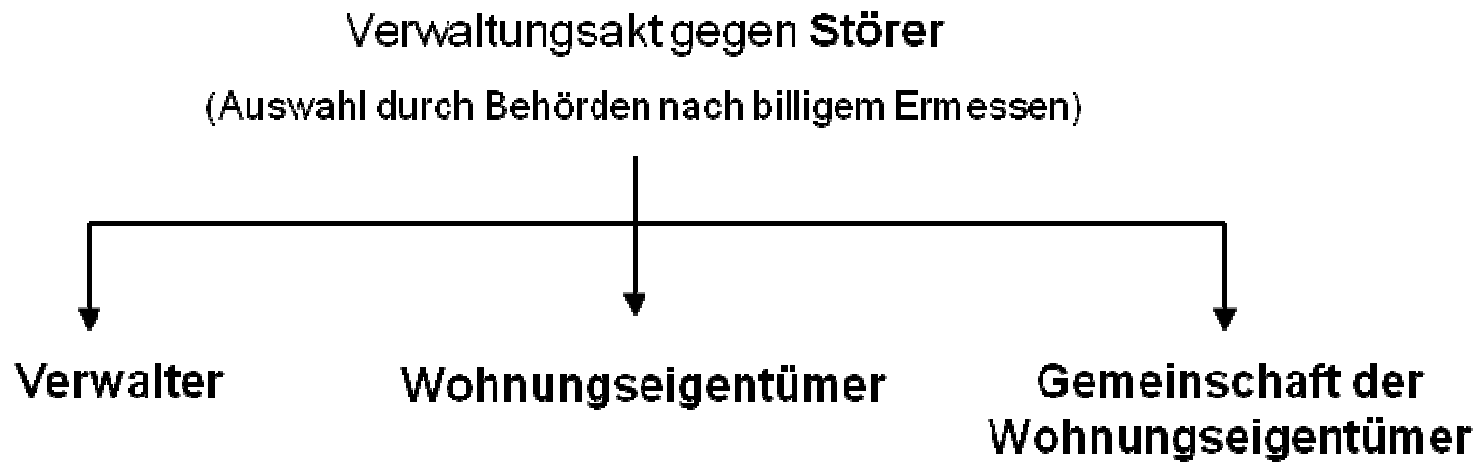 Verwaltungsakt gegen Störer
(Auswahl durch Behörden nach billigem Ermessen)
Verwalter
Wohnungseigentümer
Gemeinschaft der
Wohnungseigentümer